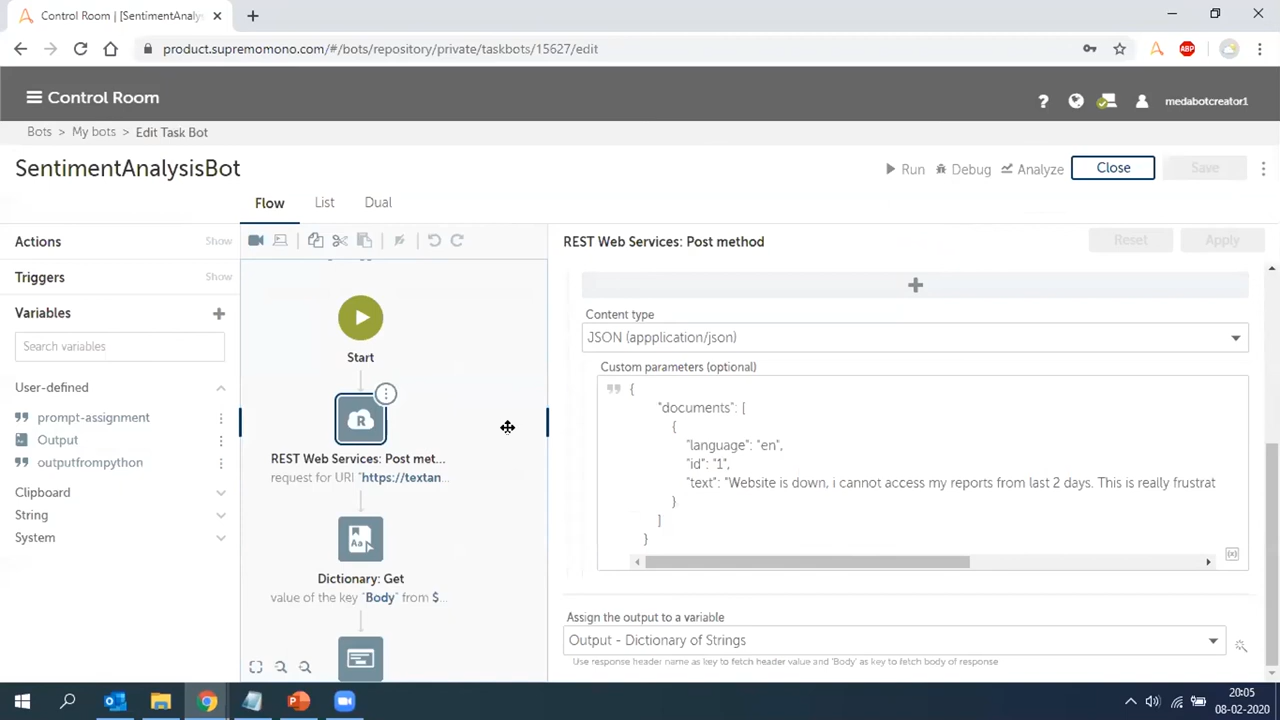 Control Room | [SentimentAnalys
product.supremomono.com/#/bots/repository/private/taskbots/15627/edit
ABP
Control Room
?
medabotcreator1
Bots > My bots > Edit Task Bot
SentimentAnalysisBot
Run
Debug
Analyze
Close
Save
Flow
List
Dual
Actions
Show
Triggers
Show
Variables
Search variables
User-defined
prompt-assignment
Output
outputfrompython
Clipboard
String
System
Start
R
REST Web Services: Post met...
request for URI "https://textan...
Aa
Dictionary: Get
value of the key "Body" from $...
REST Web Services: Post method
Reset
Apply
Content type
JSON (appplication/json)
Custom parameters (optional)
{
"documents": [
{
"language": "en",
"id": "1",
"text": "Website is down, i cannot access my reports from last 2 days. This is really frustrat
}
]
}
(x)
Assign the output to a variable
Output - Dictionary of Strings
Use response header name as key to fetch header value and 'Body' as key to fetch body of response
20:05
08-02-2020